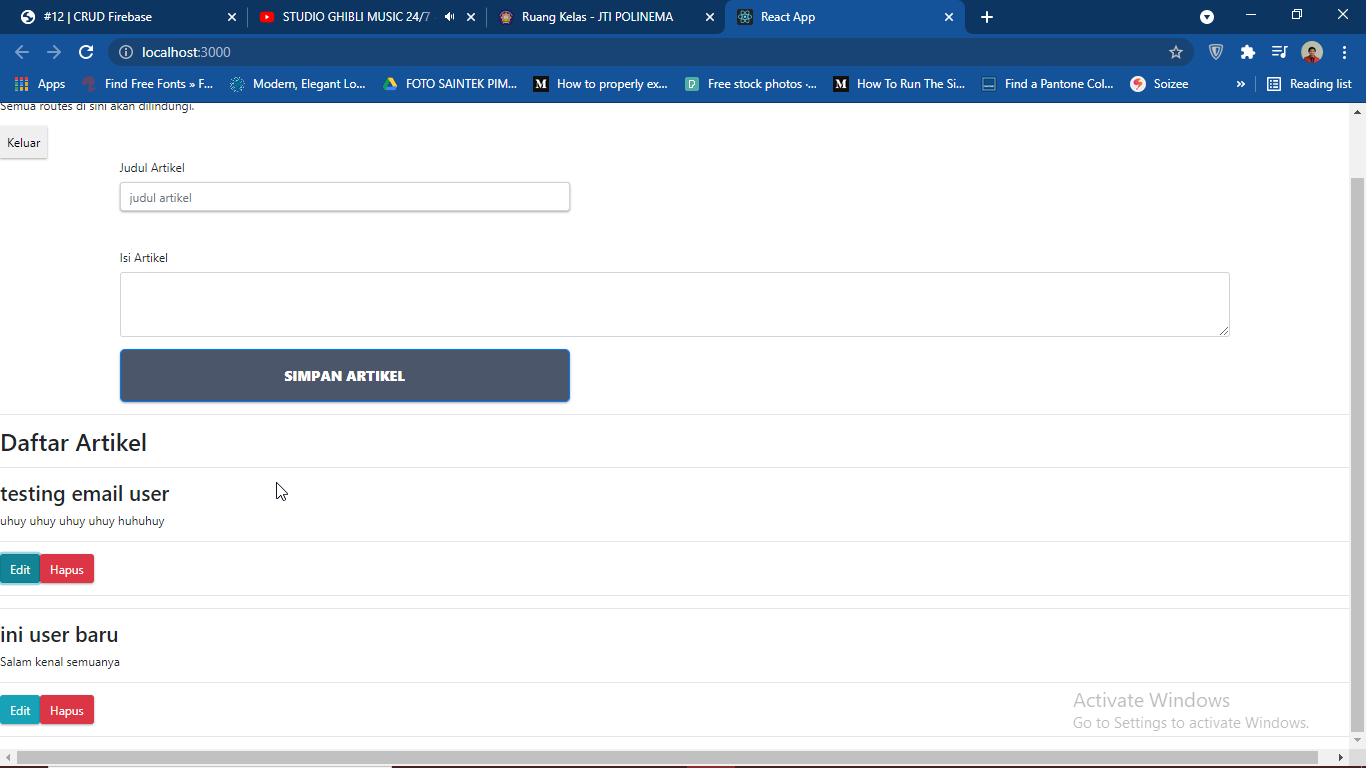 #12 | CRUD Firebase
STUDIO GHIBLI MUSIC 24/7
Ruang Kelas - JTI POLINEMA
React App
localhost:3000
Apps
Find Free Fonts » F...
Modern, Elegant Lo...
FOTO SAINTEK PIM...
How to properly ex...
Free stock photos -...
How To Run The Si...
Find a Pantone Col...
Soizee
»
Reading list
Semua routes di sini akan dilindungi.
Keluar
Judul Artikel
judul artikel
Isi Artikel
SIMPAN ARTIKEL
Daftar Artikel
testing email user
uhuy uhuy uhuy uhuy huhuhuy
Edit Hapus
ini user baru
Salam kenal semuanya
Edit Hapus
Activate Windows
Go to Settings to activate Windows.